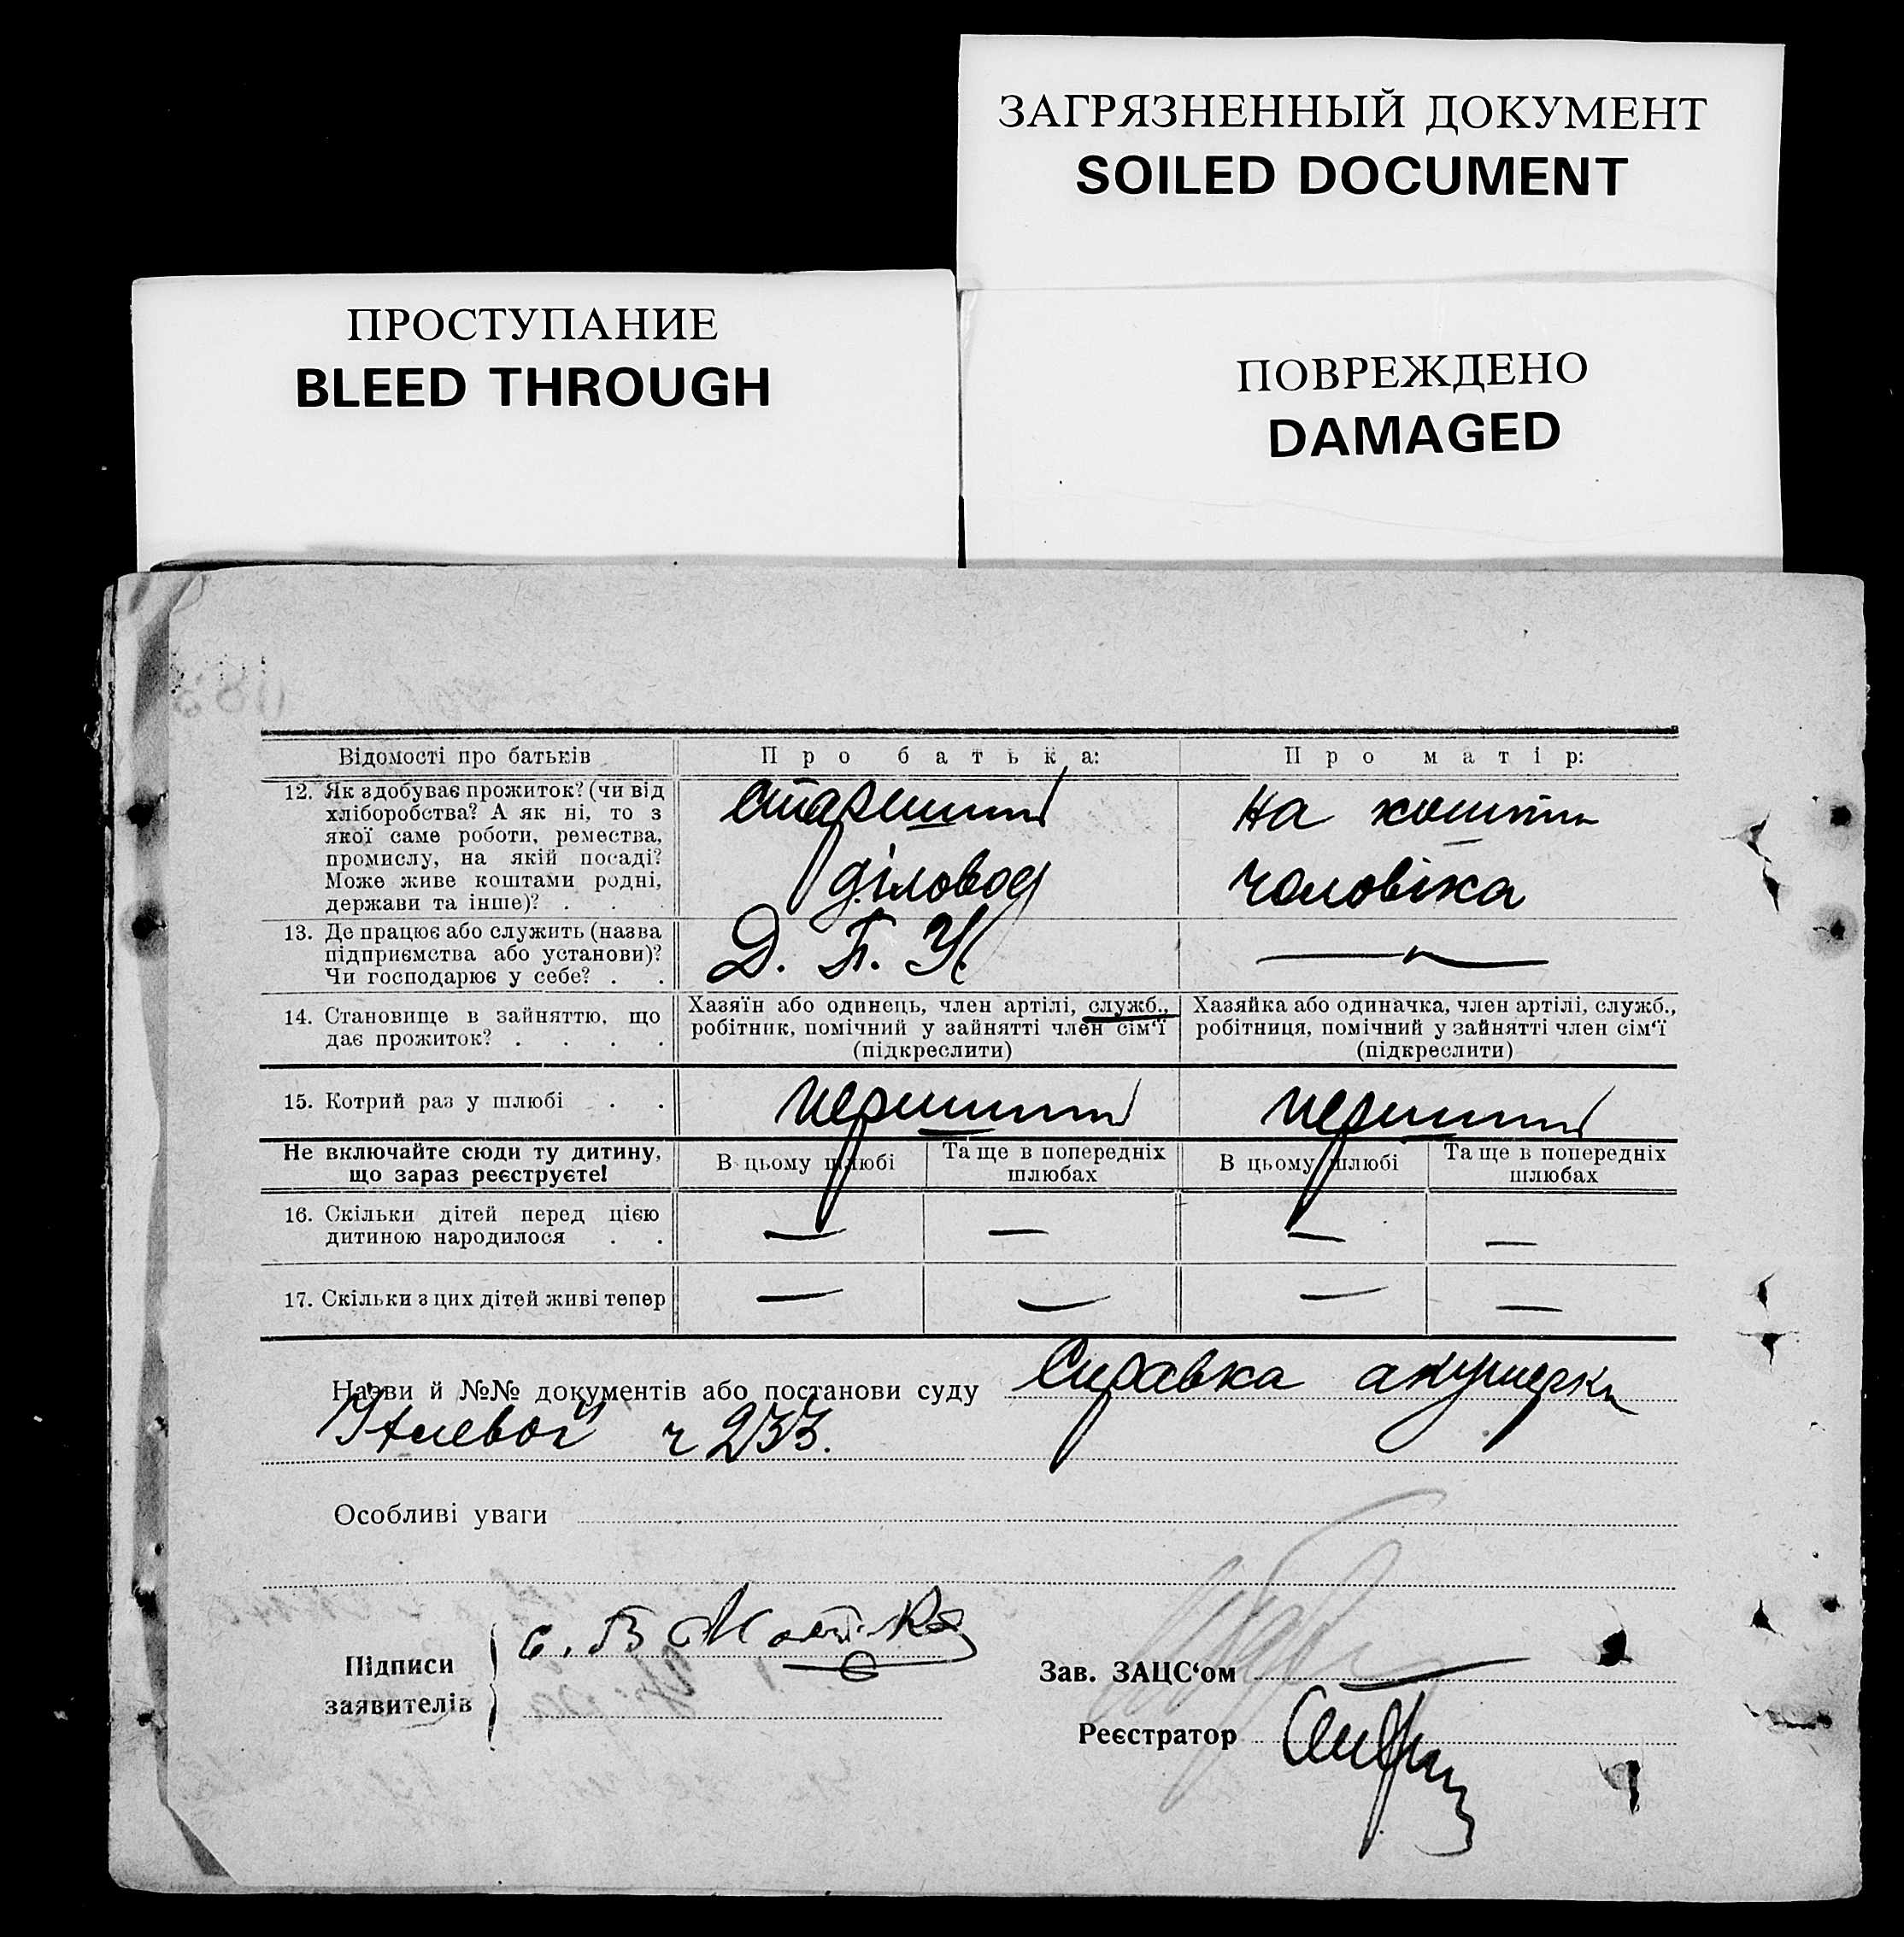 ЗАГРЯЗНЕННЫЙ ДОКУМЕНТ
SOILED DOCUMENT
ПРОСТУПАНИЕ
BLEED THROUGH
ПОВРЕЖДЕНО
DAMAGED
Відомості про батьків
Про батька:
Про матір:
12. Як здобуває прожиток? (чи від
хліборобства? А як ні, то з
якої саме роботи, ремества,
промислу, на якій посаді?
Може живе коштами родні,
держави та інше)? . . .
старший
діловод
на кошти
чоловіка
13. Де працює або служить (назва
підприємства або установи)?
Чи господарює у себе? . .
Д. П. У.
—
14. Становище в зайняттю, що
дає прожиток? . . . .
Хазяїн або одинець, член артілі, служб.,
робітник, помічний у зайнятті член сім'ї
(підкреслити)
Хазяйка або одиначка, член артілі, служб.,
робітниця, помічний у зайнятті член сім'ї
(підкреслити)
15. Котрий раз у шлюбі . .
перший
перший
Не включайте сюди ту дитину,
що зараз реєструєте!
В цьому шлюбі
Та ще в попередніх
шлюбах
В цьому шлюбі
Та ще в попередніх
шлюбах
16. Скільки дітей перед цією
дитиною народилося . .
— — — —
17. Скільки з цих дітей живі тепер
— — — —
Назви й №№ документів або постанови суду Справка акушерки
ч 233.
Особливі уваги
Підписи
заявителів
Зав. ЗАЦС'ом
Реєстратор